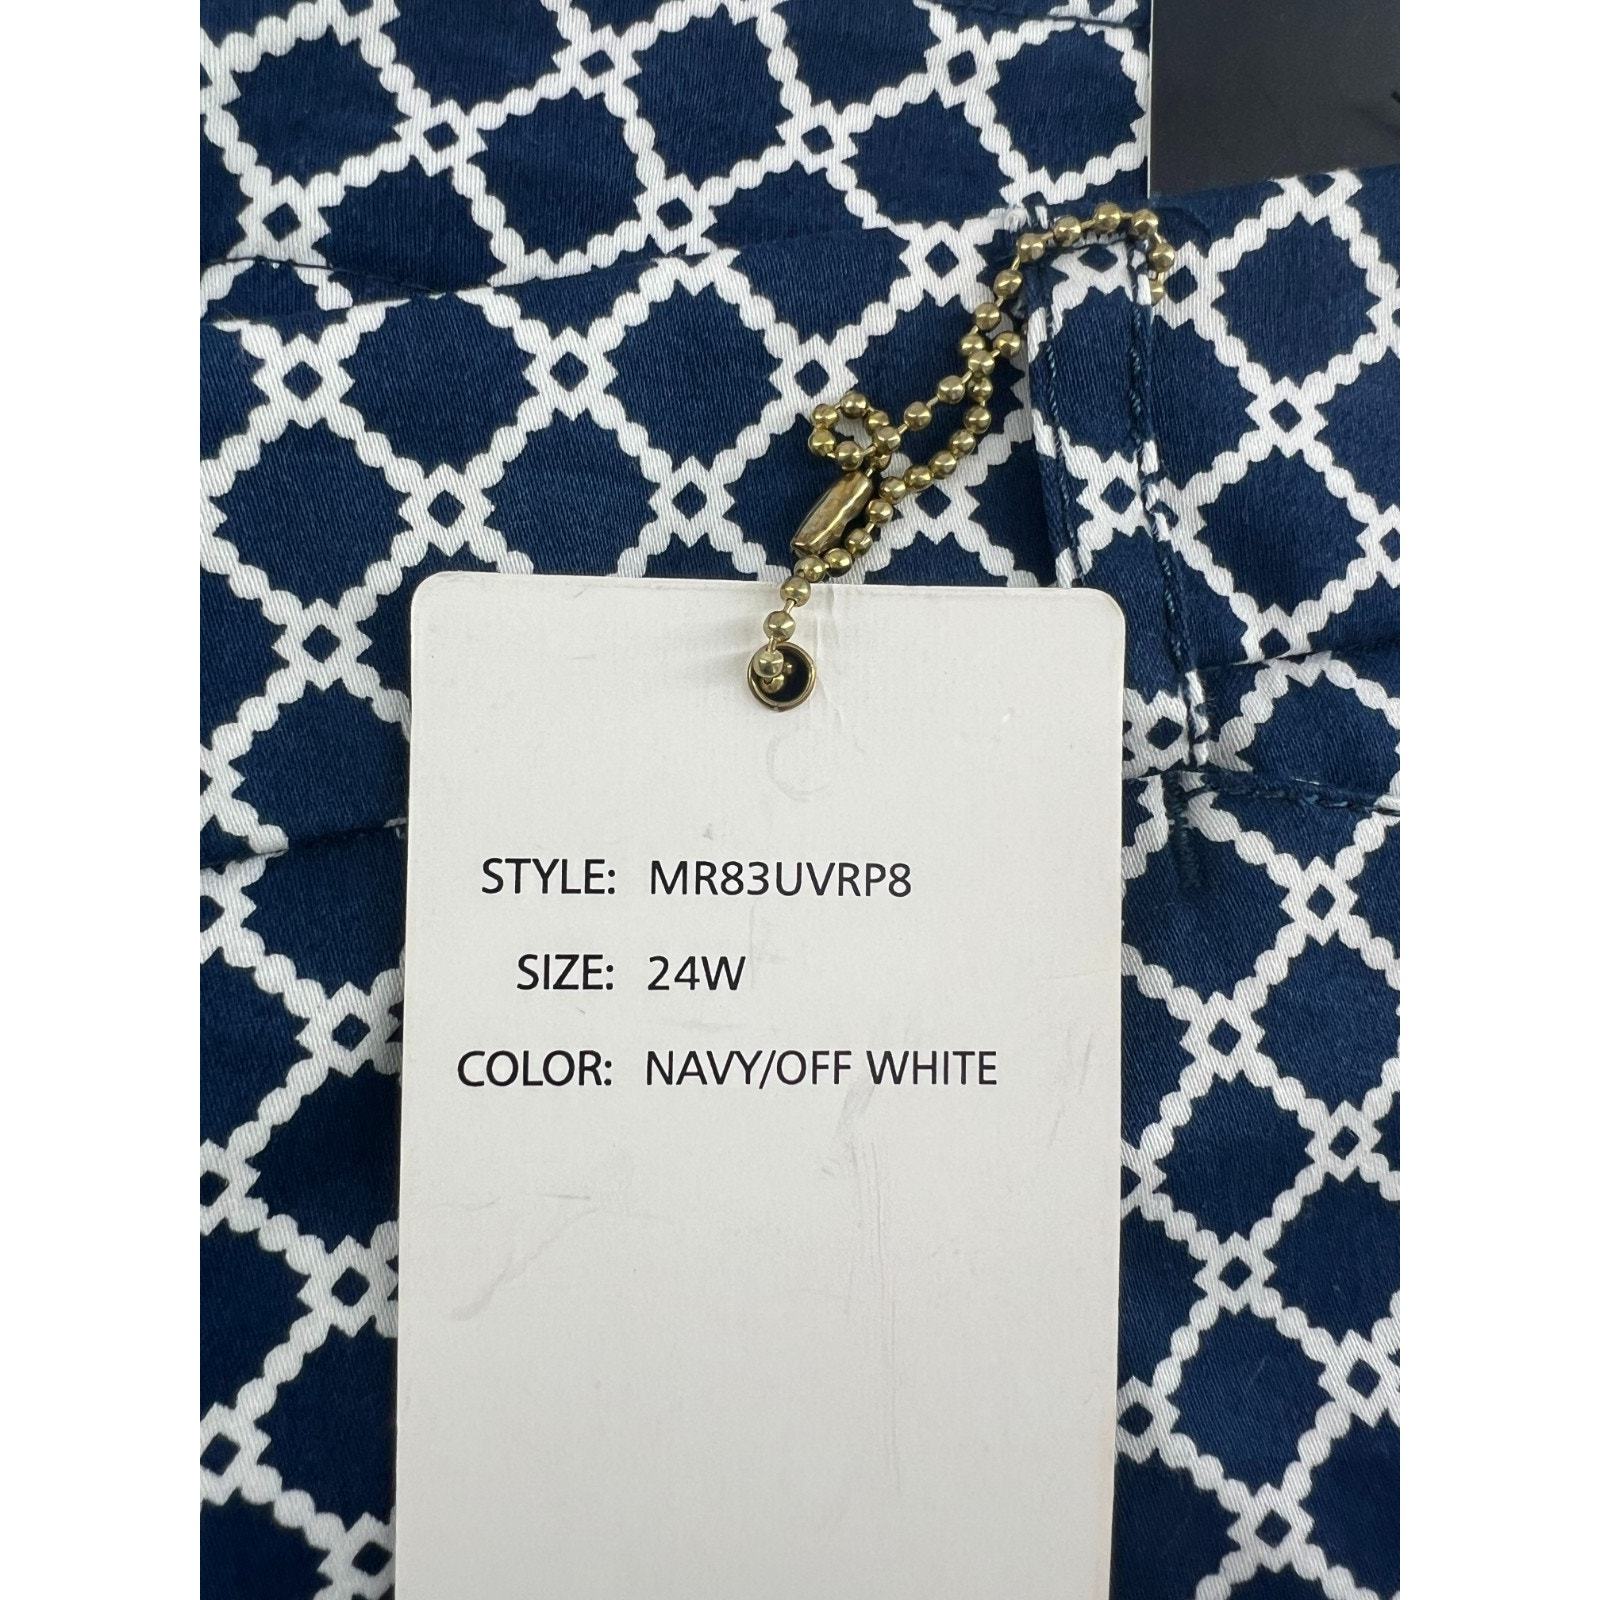 STYLE: MR83UVRP8
SIZE: 24W
COLOR: NAVY/OFF WHITE